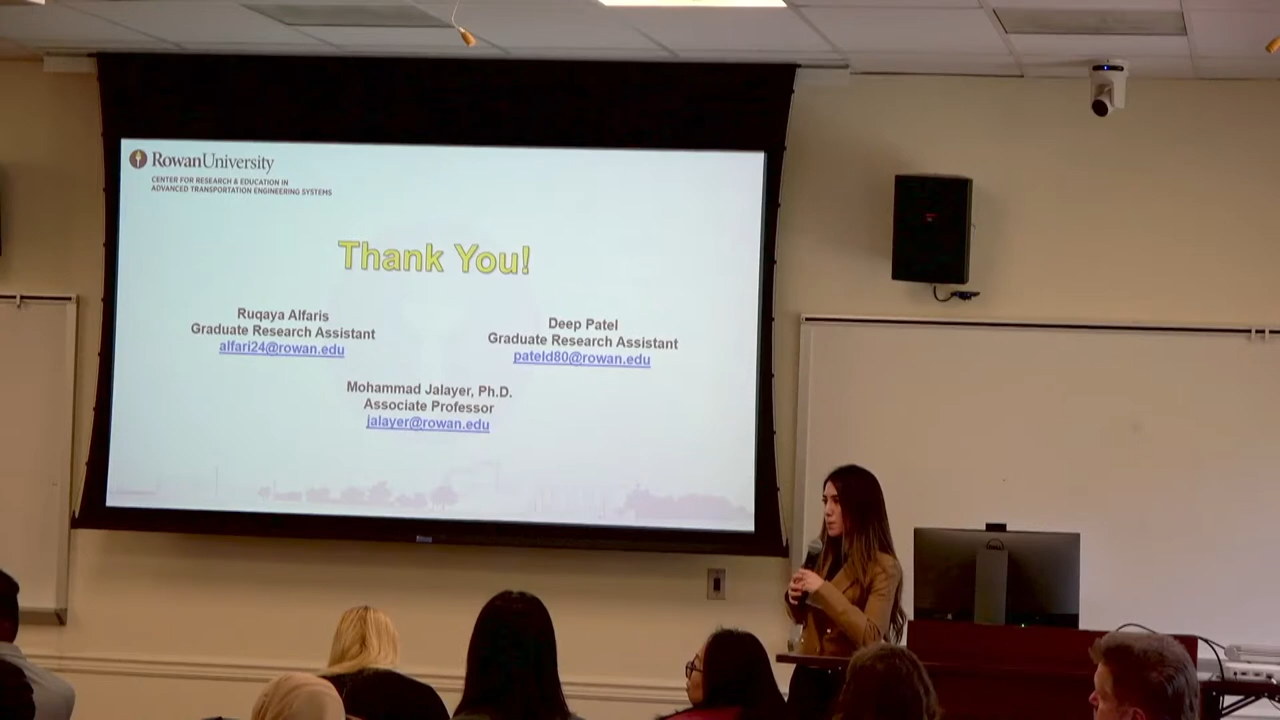 RowanUniversity
CENTER FOR RESEARCH & EDUCATION IN
ADVANCED TRANSPORTATION ENGINEERING SYSTEMS
Thank You!
Ruqaya Alfaris
Graduate Research Assistant
alfari24@rowan.edu
Deep Patel
Graduate Research Assistant
pateld80@rowan.edu
Mohammad Jalayer, Ph.D.
Associate Professor
jalayer@rowan.edu